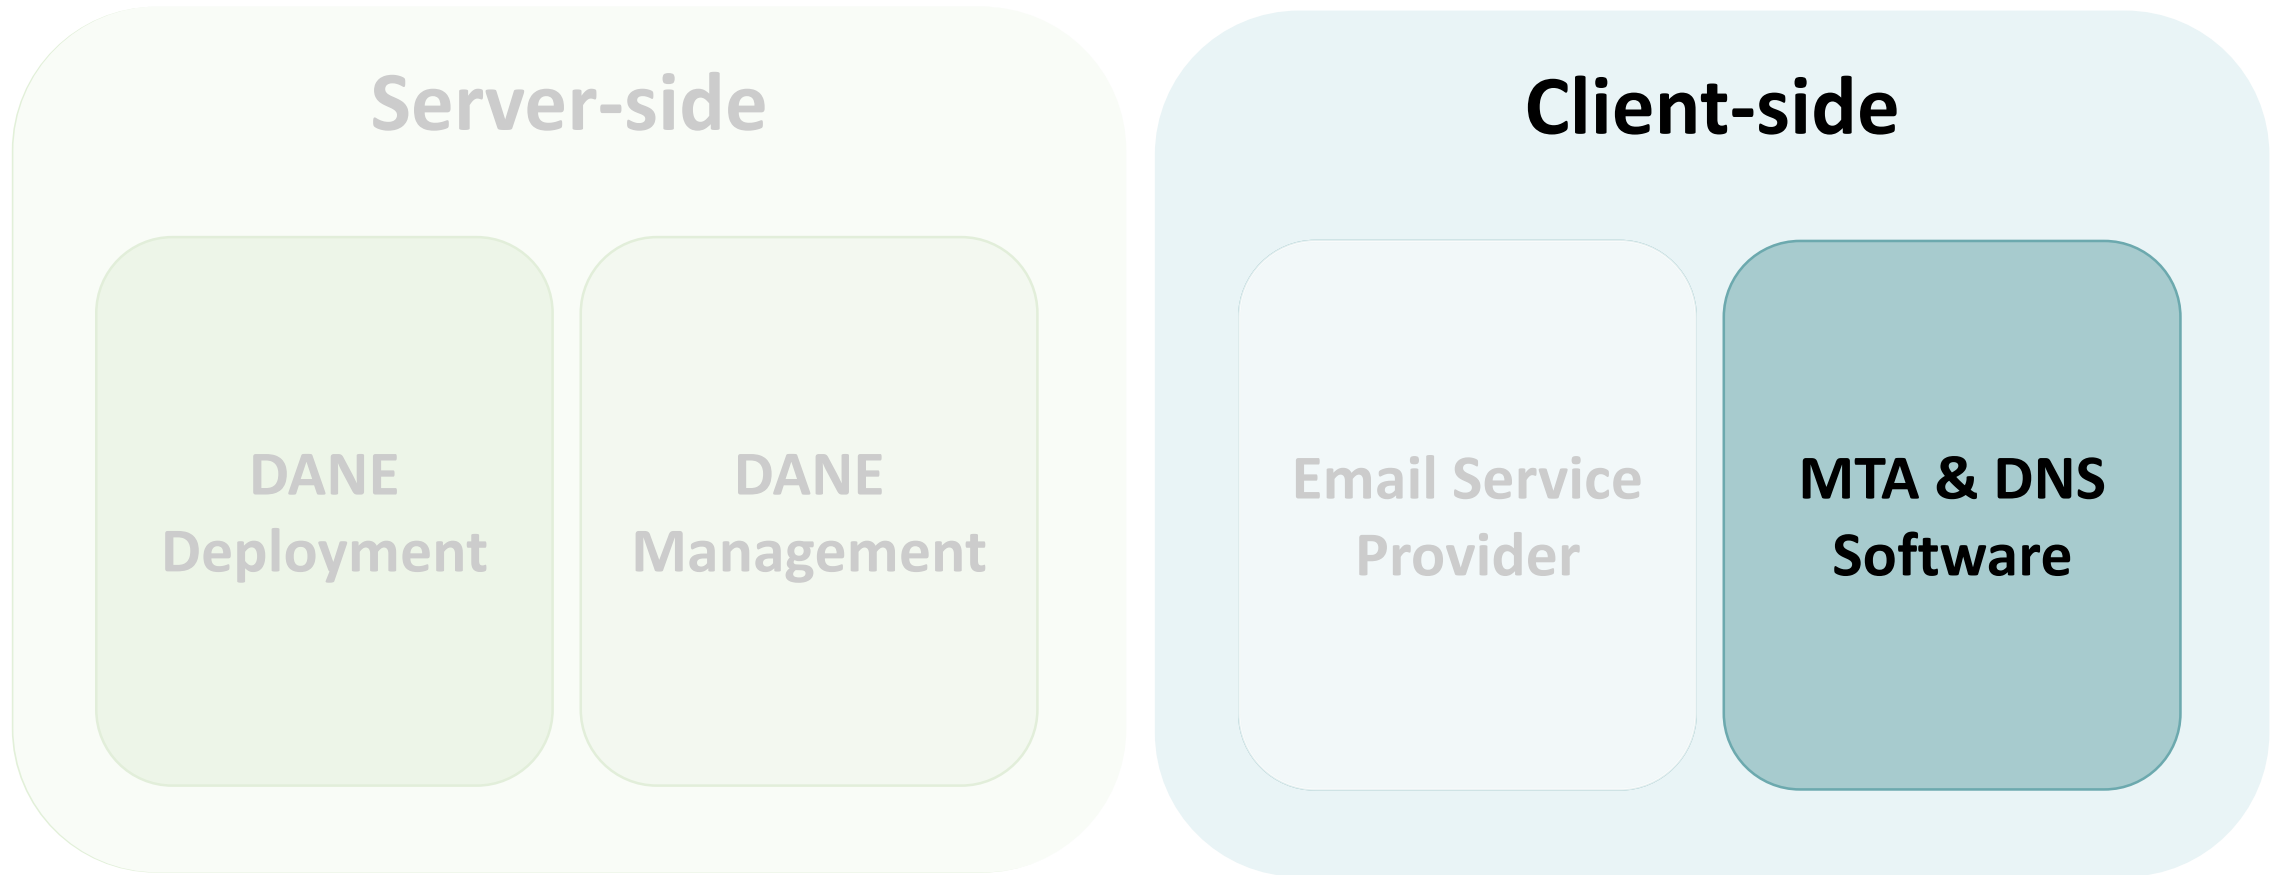 Server-side
DANE
Deployment
DANE
Management
Client-side
Email Service
Provider
MTA & DNS
Software